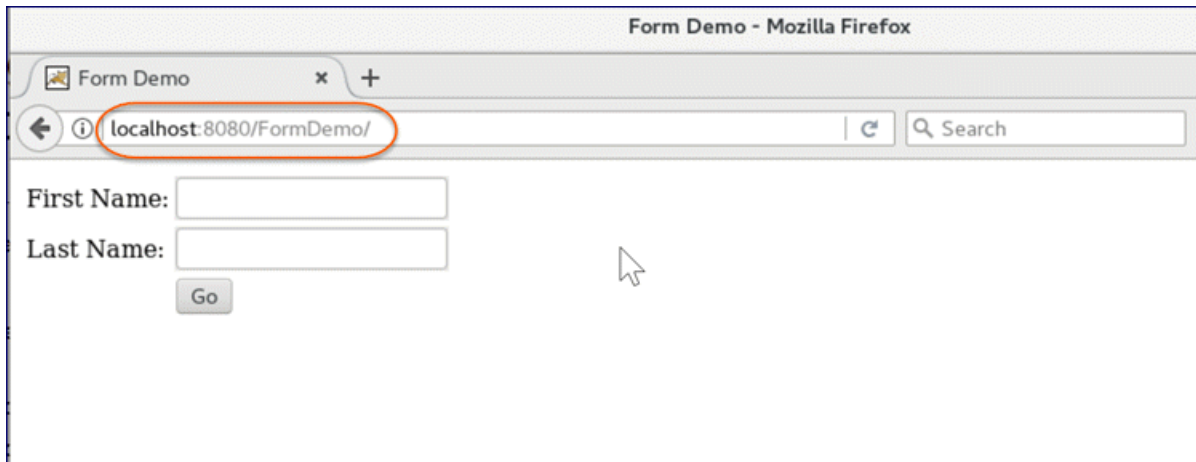 Form Demo - Mozilla Firefox
Form Demo
localhost:8080/FormDemo/
Search
First Name:
Last Name:
Go